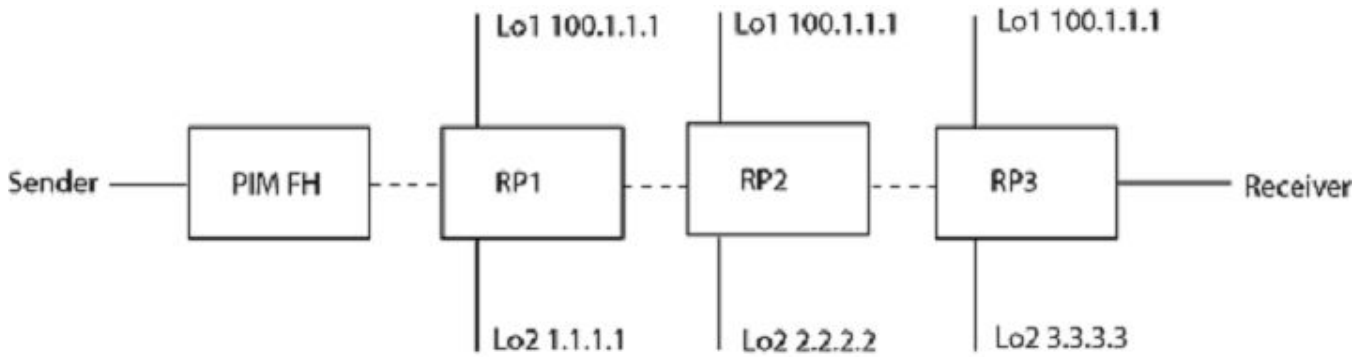 Lo1 100.1.1.1
Lo1 100.1.1.1
Lo1 100.1.1.1
Sender
PIM FH
RP1
RP2
RP3
Receiver
Lo2 1.1.1.1
Lo2 2.2.2.2
Lo2 3.3.3.3